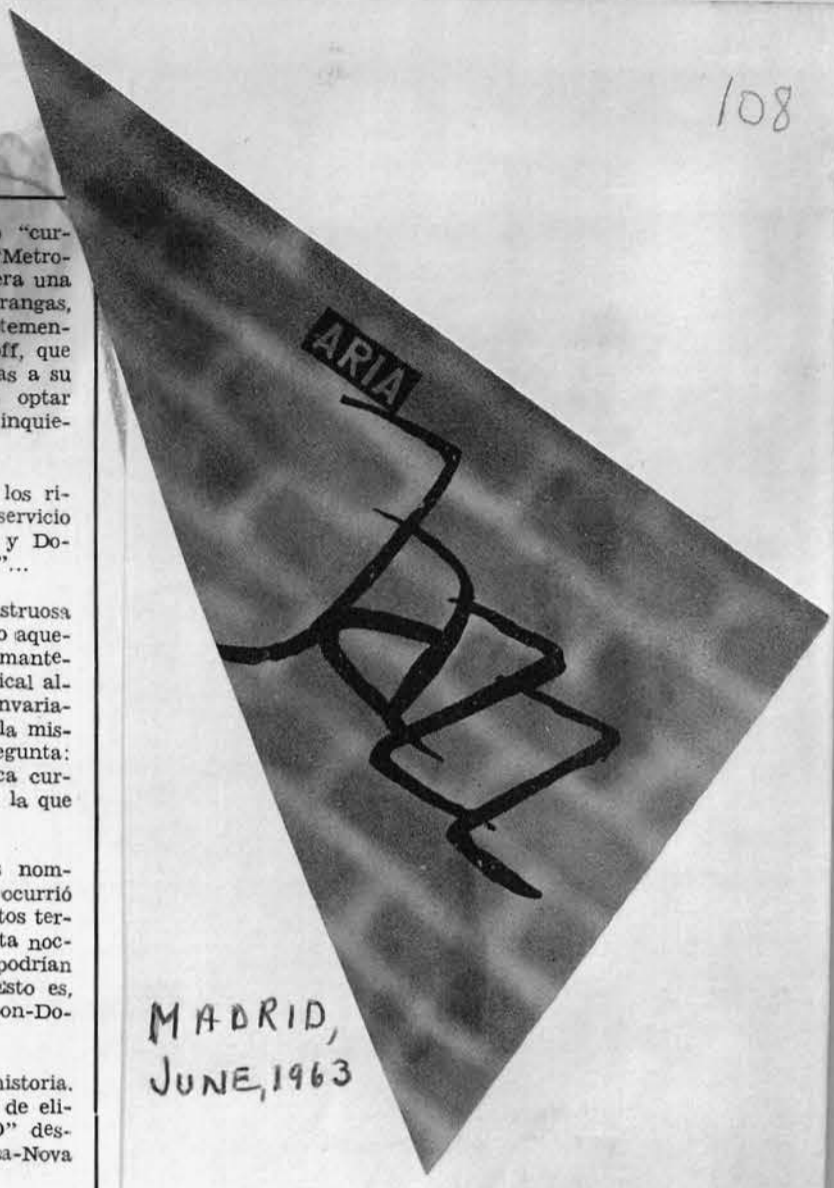 108
"cur-
"Metro-
era una
rangas,
temen-
off, que
as a su
optar
inquie-
los ri-
servicio
y Do-
"...
struosa
o aque-
mante-
ical al-
nvaria-
la mis-
egunta:
ca cur-
la que
s nom-
ocurrió
tos ter-
ta noc-
podrían
Esto es,
on-Do-
historia.
de eli-
o" des-
a-Nova
ARIA
JAZZ
MADRID,
JUNE, 1963